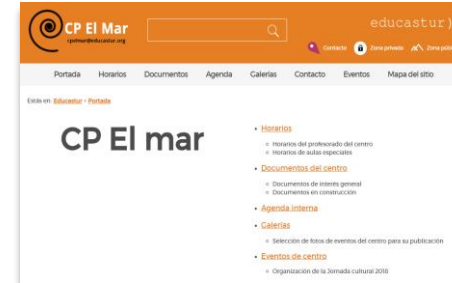 CP El Mar
cpelmar@educastur.org
educastur)
Contacto Zona privada Zona púb
Portada Horarios Documentos Agenda Galerías Contacto Eventos Mapa del sitio
Estás en: Educastur > Portada
CP El mar
• Horarios
Horarios del profesorado del centro
Horarios de aulas especiales
• Documentos del centro
Documentos de interés general
Documentos en construcción
• Agenda interna
• Galerías
Selección de fotos de eventos del centro para su publicación
• Eventos de centro
Organización de la Jornada cultural 2018